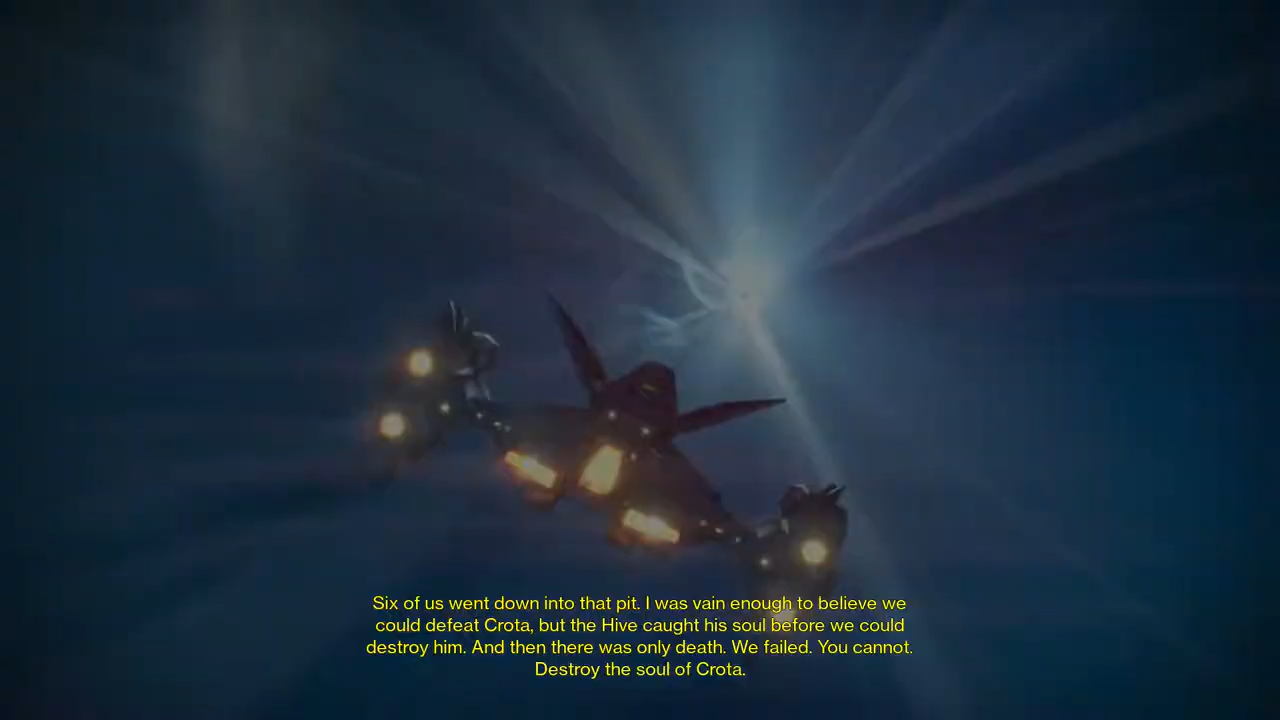 Six of us went down into that pit. I was vain enough to believe we
could defeat Crota, but the Hive caught his soul before we could
destroy him. And then there was only death. We failed. You cannot.
Destroy the soul of Crota.